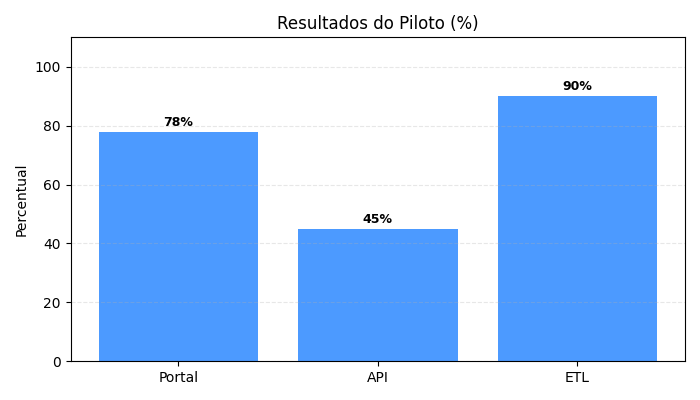 Resultados do Piloto (%)
Percentual
100
80
60
40
20
0
78%
45%
90%
Portal
API
ETL